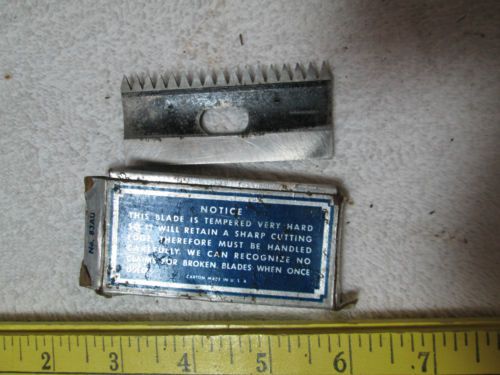 NOTICE
THIS BLADE IS TEMPERED VERY HARD
SO IT WILL RETAIN A SHARP CUTTING
EDGE, THEREFORE MUST BE HANDLED
CAREFULLY. WE CAN RECOGNIZE NO
CLAIMS FOR BROKEN BLADES WHEN ONCE
USED.
CARTON MADE IN U.S.A.
No. 83AU
2 3 4 5 6 7